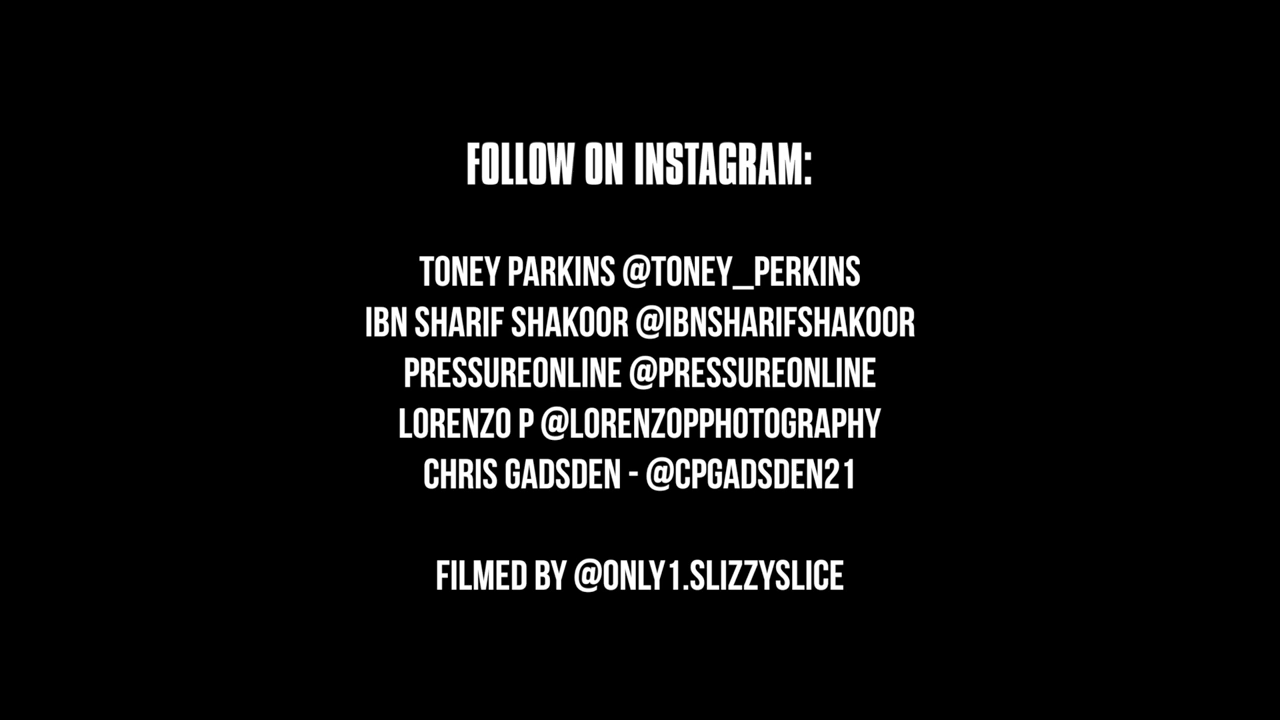 FOLLOW ON INSTAGRAM:
TONEY PARKINS @TONEY_PERKINS
IBN SHARIF SHAKOOR @IBNSHARIFSHAKOOR
PRESSUREONLINE @PRESSUREONLINE
LORENZO P @LORENZOPPHOTOGRAPHY
CHRIS GADSDEN - @CPGADSDEN21
FILMED BY @ONLY1.SLIZZYSLICE